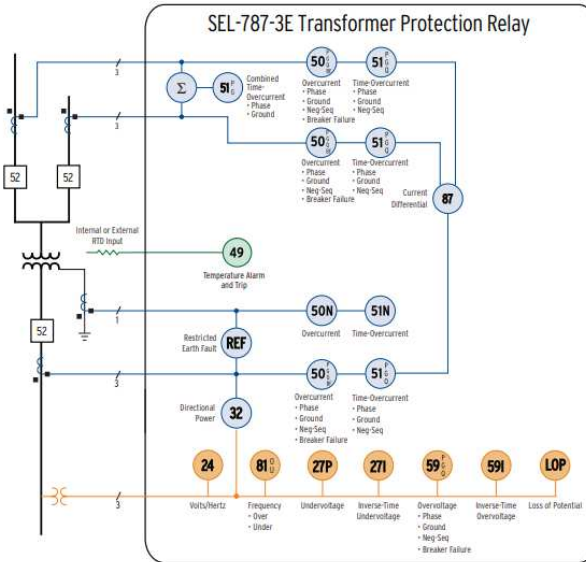 SEL-787-3E Transformer Protection Relay
3
Σ
51 P G
Combined
Time-
Overcurrent
• Phase
• Ground
50
Overcurrent
• Phase
• Ground
• Neg-Seq
• Breaker Failure
51 P G Q
Time-Overcurrent
• Phase
• Ground
• Neg-Seq
3
50
Overcurrent
• Phase
• Ground
• Neg-Seq
• Breaker Failure
51 P G Q
Time-Overcurrent
• Phase
• Ground
• Neg-Seq
52
52
Current
Differential
87
Internal or External
RTD Input
49
Temperature Alarm
and Trip
1
50N
Overcurrent
51N
Time-Overcurrent
52
Restricted
Earth Fault
REF
3
50
Overcurrent
• Phase
• Ground
• Neg-Seq
• Breaker Failure
51 P G Q
Time-Overcurrent
• Phase
• Ground
• Neg-Seq
Directional
Power
32
24
Volts/Hertz
81 O U
Frequency
• Over
• Under
27P
Undervoltage
27I
Inverse-Time
Undervoltage
59 P G Q
Overvoltage
• Phase
• Ground
• Neg-Seq
• Breaker Failure
59I
Inverse-Time
Overvoltage
LOP
Loss of Potential
3